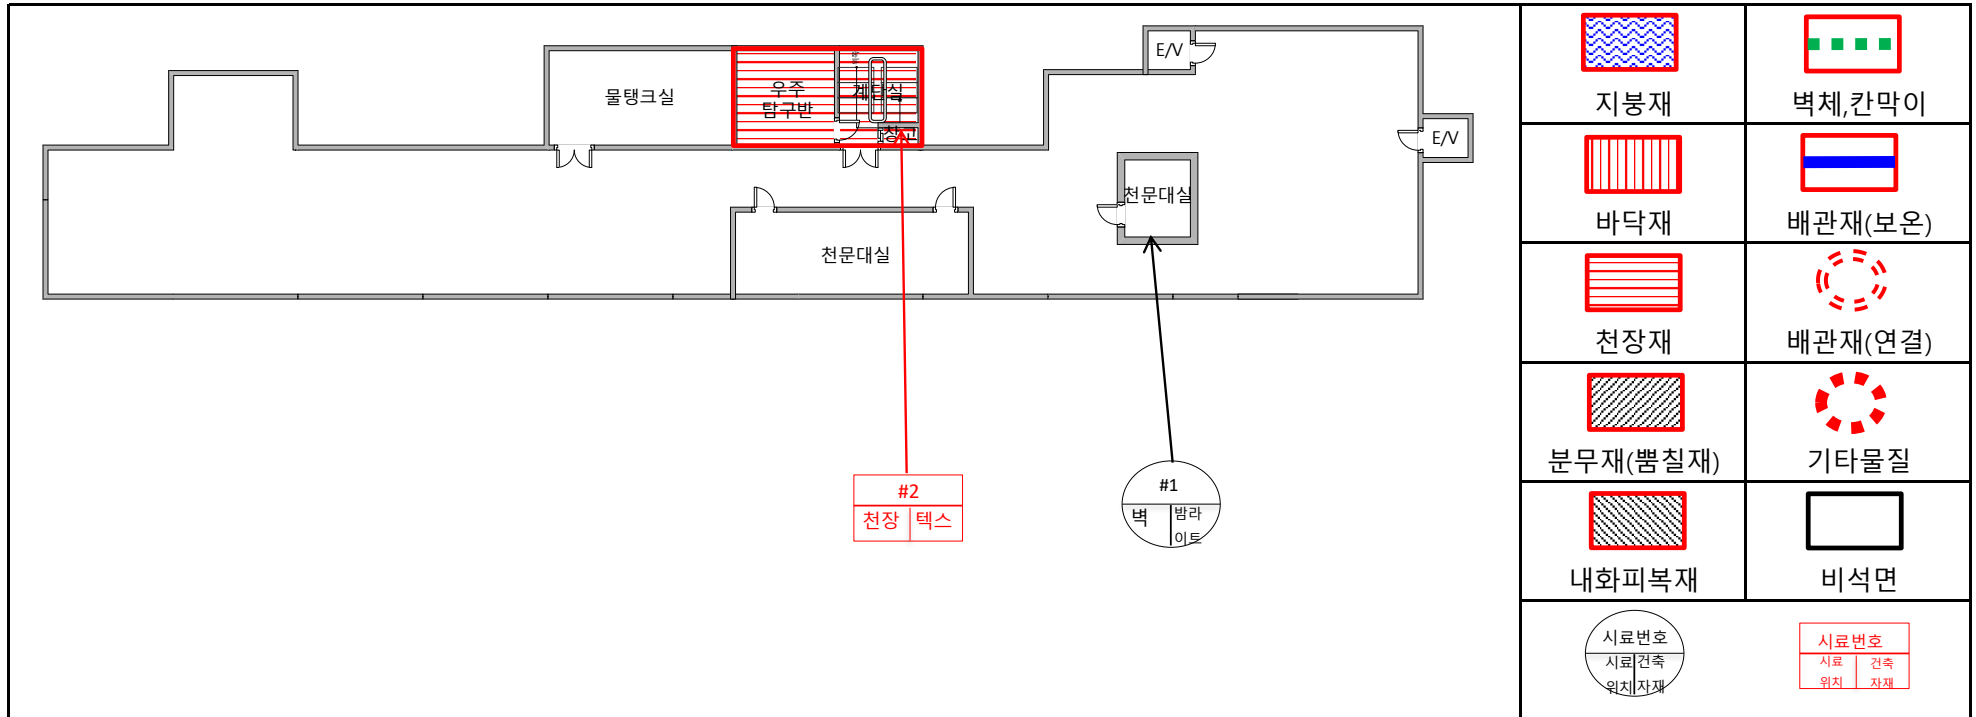 E/V
물탱크실
우주
탐구반
계단실
창고
E/V
천문대실
천문대실
#2
천장
텍스
#1
벽
밤라
이트
지붕재
벽체,칸막이
바닥재
배관재(보온)
천장재
배관재(연결)
분무재(뿜칠재)
기타물질
내화피복재
비석면
시료번호
시료
위치
건축
자재
시료번호
시료
위치
건축
자재